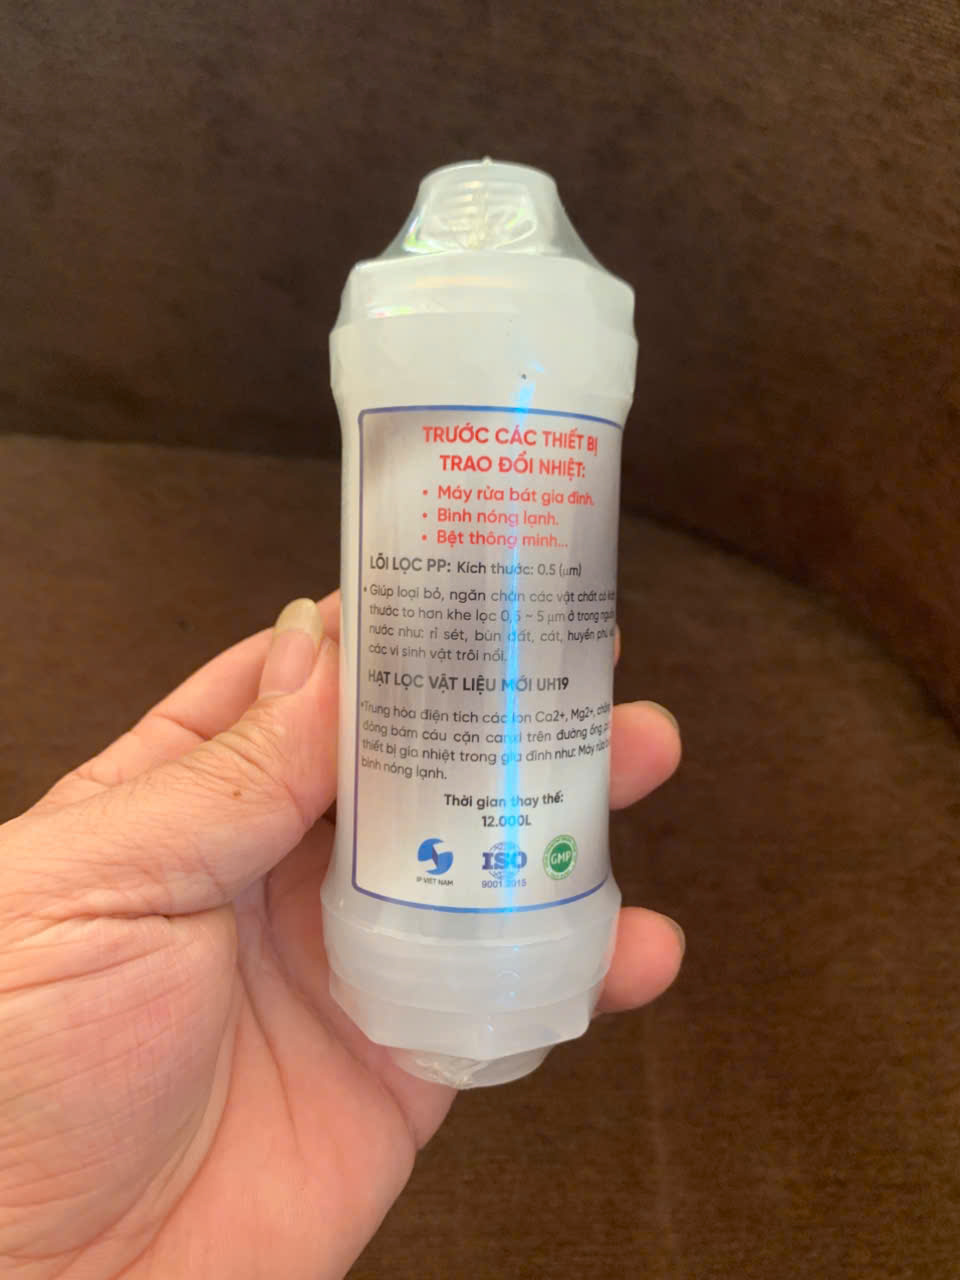 TRƯỚC CÁC THIẾT BỊ
TRAO ĐỔI NHIỆT:
• Máy rửa bát gia đình.
• Bình nóng lạnh.
• Bệt thông minh...
LÕI LỌC PP: Kích thước: 0.5 (μm)
• Giúp loại bỏ, ngăn chặn các vật chất có kích
thước to hơn khe lọc 0,5 ~ 5 μm ở trong nguồn
nước như: rỉ sét, bùn đất, cát, huyền phù và
các vi sinh vật trôi nổi.
HẠT LỌC VẬT LIỆU MỚI UH19
•Trung hòa điện tích các Ion Ca2+, Mg2+, chống
đóng bám cáu cặn canxi trên đường ống,
thiết bị gia nhiệt trong gia đình như: Máy rửa
bình nóng lạnh.
Thời gian thay thế:
12.000L
IP VIET NAM
ISO
9001:2015
GMP